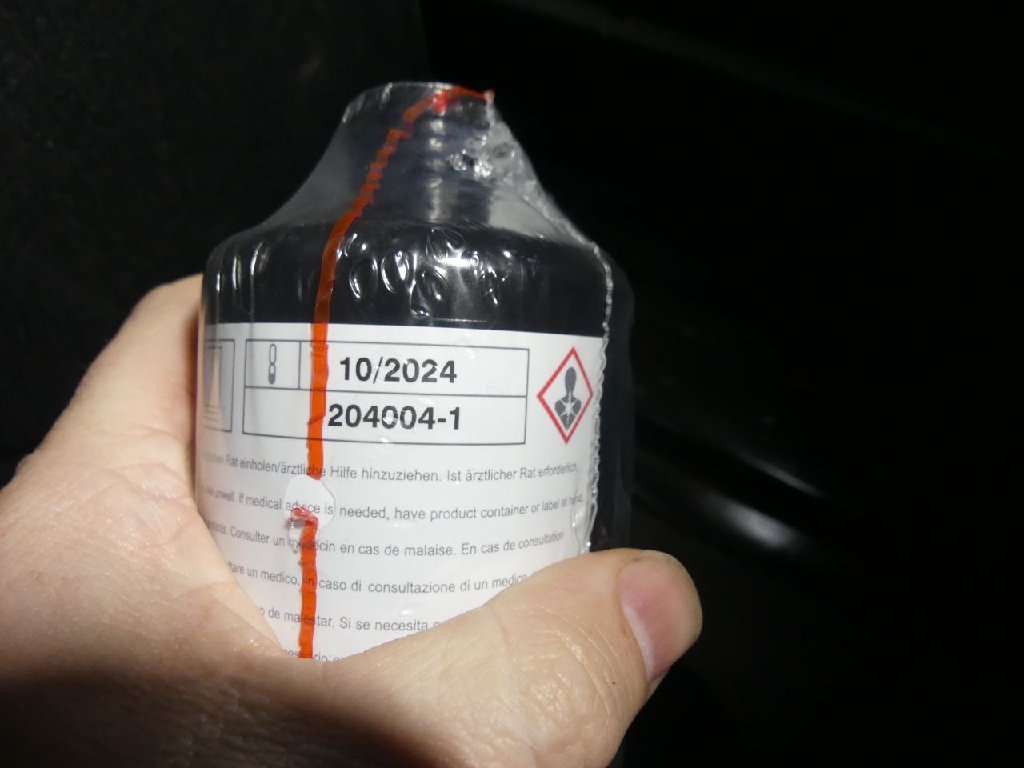 10/2024
204004-1
Rat einholen/ärztliche Hilfe hinzuziehen. Ist ärztlicher Rat erforderlich,
unwell. If medical advice is needed, have product container or label at hand.
Consulter un médecin en cas de malaise. En cas de consultation
un medico. In caso di consultazione di un medico
de malestar. Si se necesita